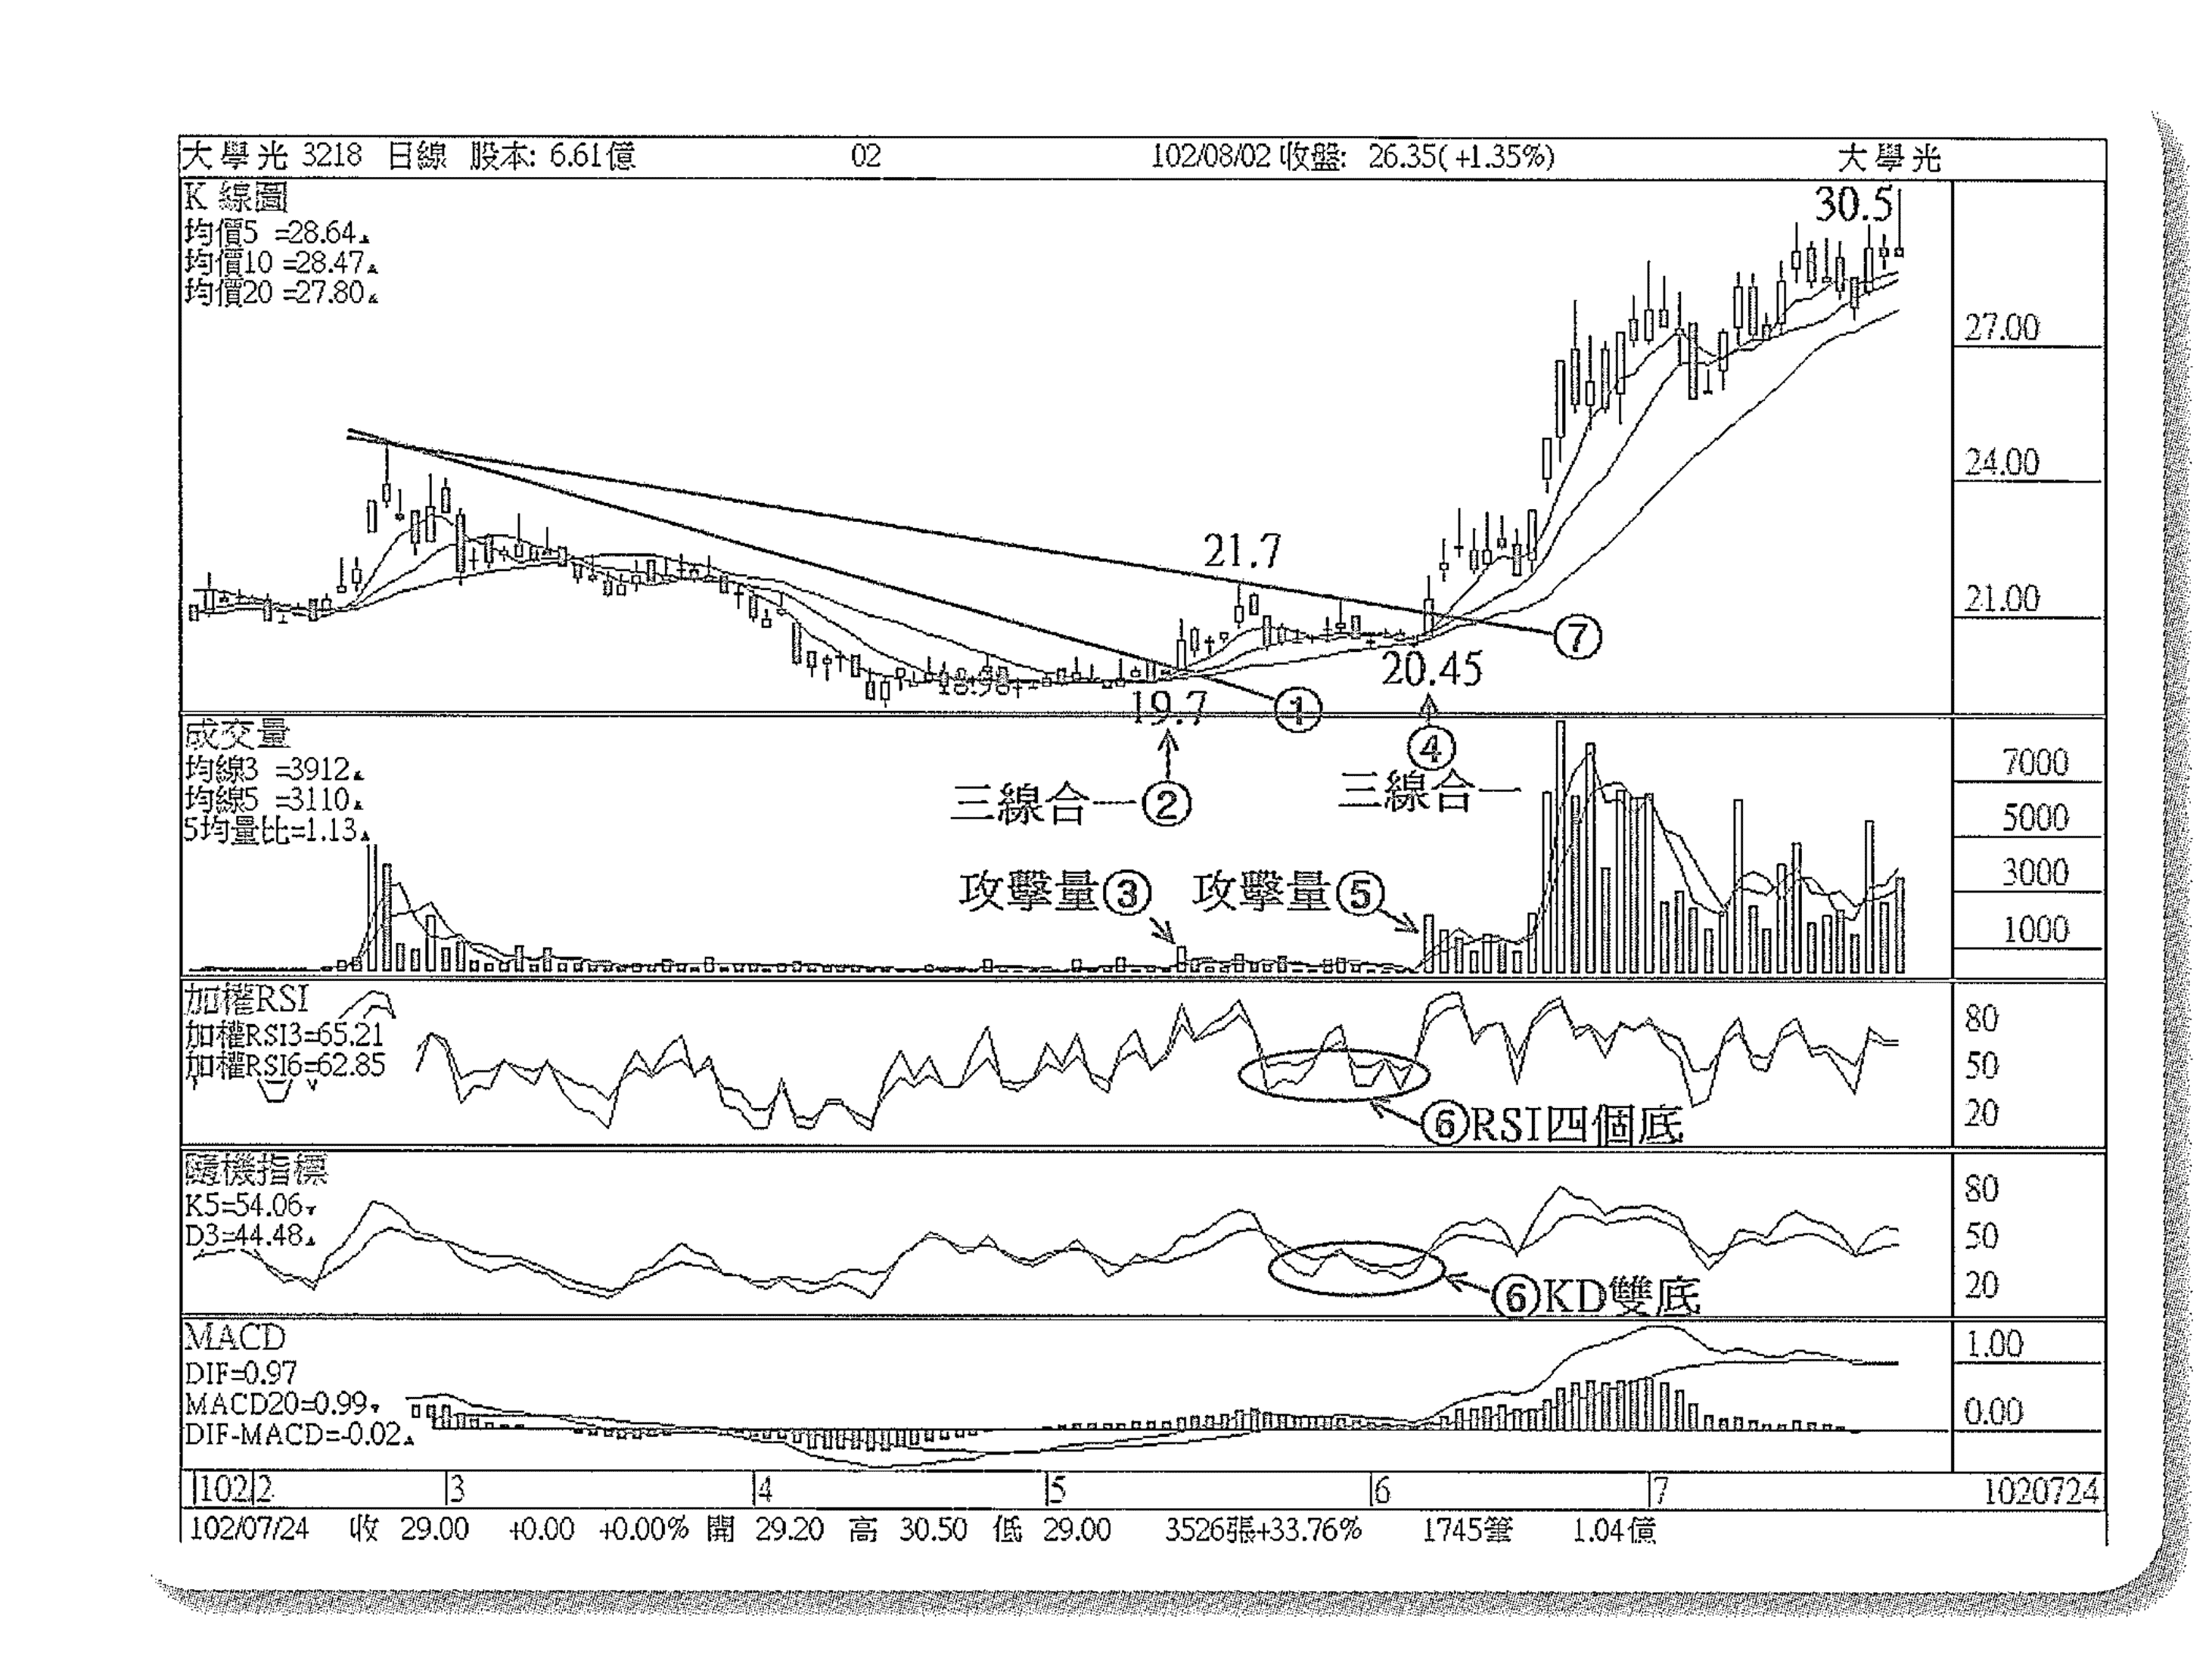 大學光 3218 日線 股本: 6.61億 02 102/08/02 收盤: 26.35( +1.35%) 大學光
K 線圖
均價5 =28.64▲
均價10 =28.47▲
均價20 =27.80▲
30.5
27.00
24.00
21.00
21.7
⑦
20.45
19.7
①
④
三線合一
三線合一②
成交量
均線3 =3912▲
均線5 =3110▲
5均量比=1.13▲
攻擊量③
攻擊量⑤
7000
5000
3000
1000
加權RSI
加權RSI3=65.21
加權RSI6=62.85
80
50
20
⑥RSI四個底
隨機指標
K5=54.06▼
D3=44.48▲
80
50
20
⑥KD雙底
MACD
DIF=0.97
MACD20=0.99▼
DIF-MACD=-0.02▲
1.00
0.00
102 2 3 4 5 6 7 1020724
102/07/24 收 29.00 +0.00 +0.00% 開 29.20 高 30.50 低 29.00 3526張+33.76% 1745筆 1.04億